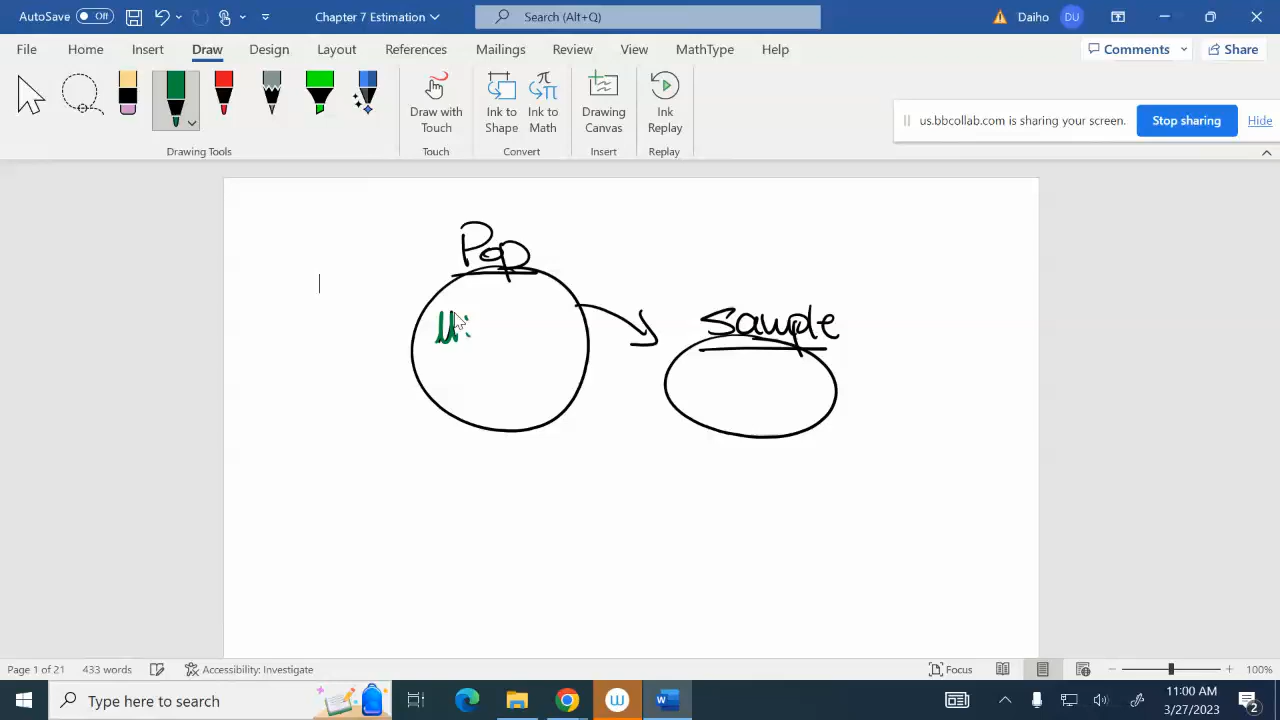 AutoSave Off Chapter 7 Estimation Search (Alt+Q) Daiho DU
File Home Insert Draw Design Layout References Mailings Review View MathType Help Comments Share
Draw with Touch
Ink to Shape
Ink to Math
Drawing Canvas
Ink Replay
Drawing Tools Touch Convert Insert Replay
us.bbcollab.com is sharing your screen. Stop sharing Hide
Pop
μ:
Sample
Page 1 of 21 433 words Accessibility: Investigate Focus 100%
Type here to search W 11:00 AM
3/27/2023 2